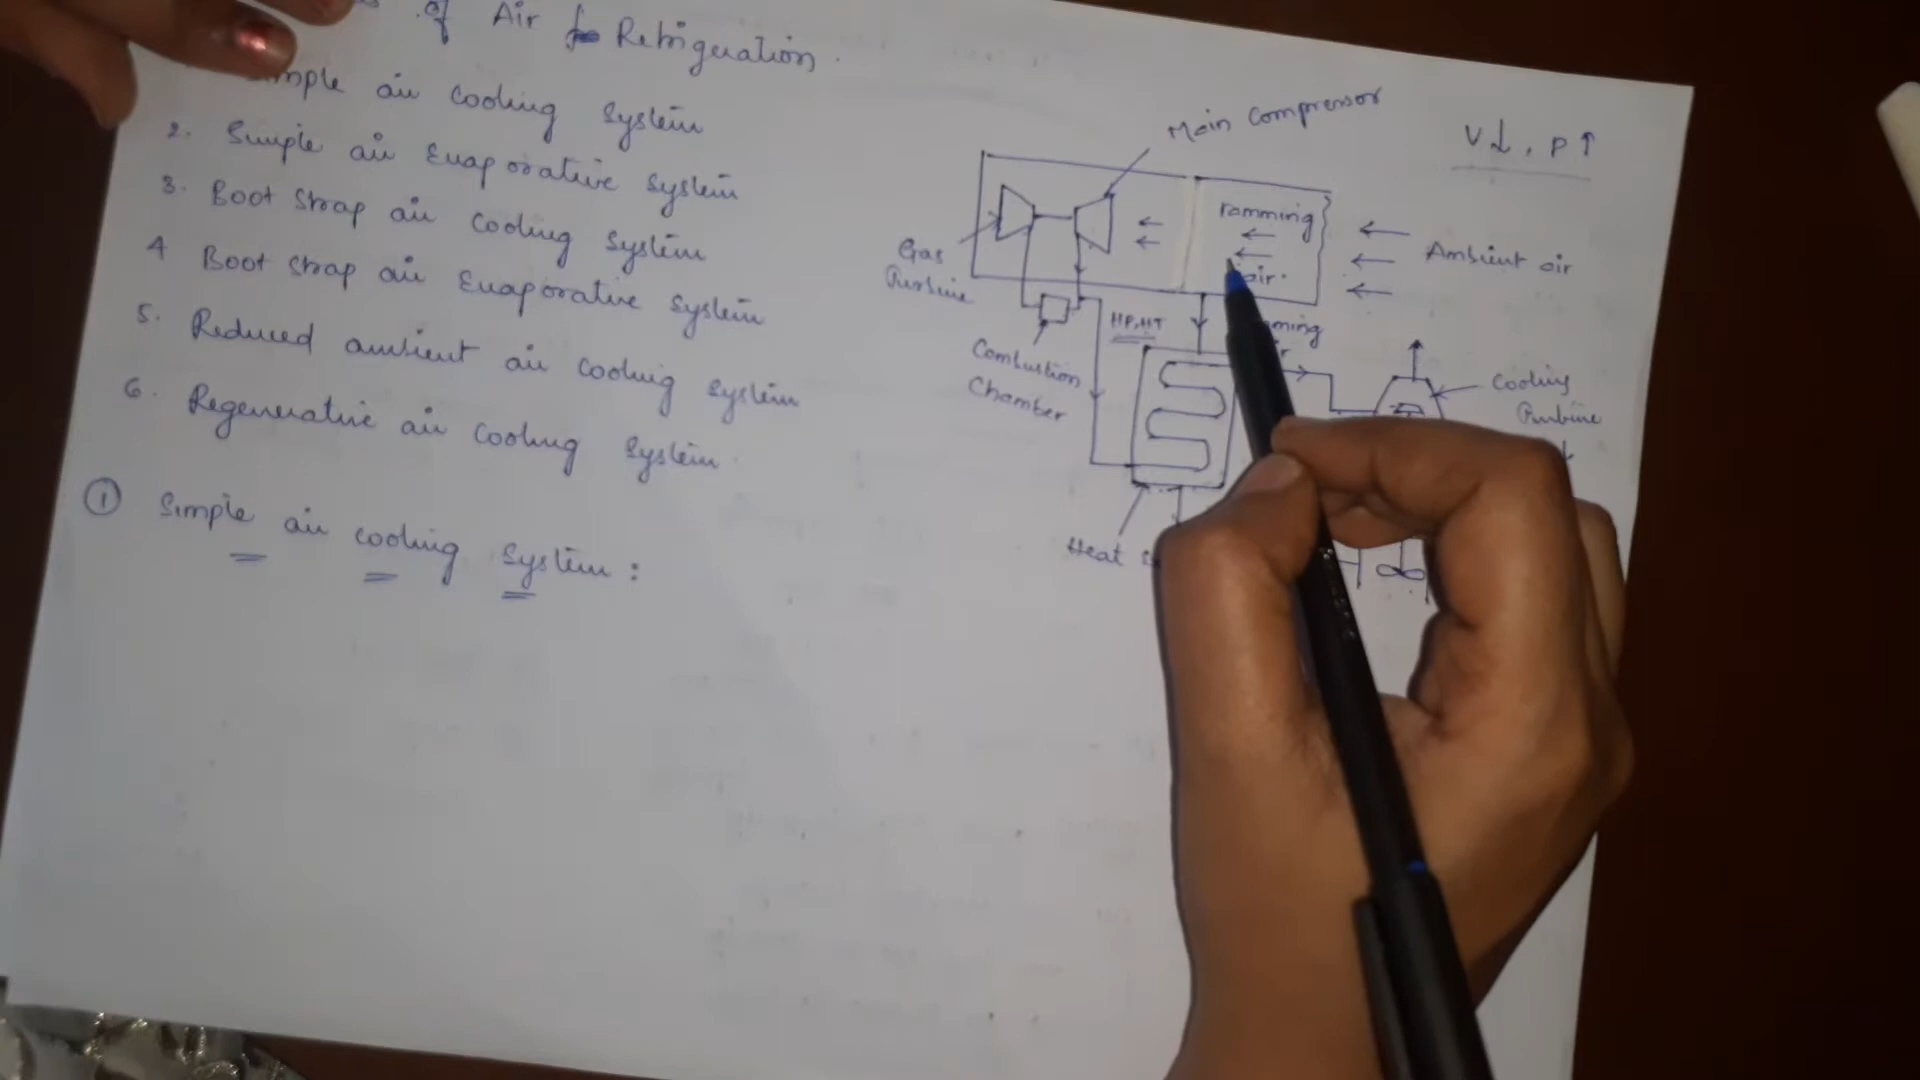 of Air Refrigeration.
Simple air cooling system
2. Simple air Evaporative system
3. Boot strap air cooling system
4 Boot strap air Evaporative system
5. Reduced ambient air cooling system
6. Regenerative air cooling system.
① Simple air cooling system :
Main compressor
V↓, P↑
ramming
air.
Ambient air
Gas
Turbine
HP, HT
Combustion
Chamber
Cooling
Turbine
Heat